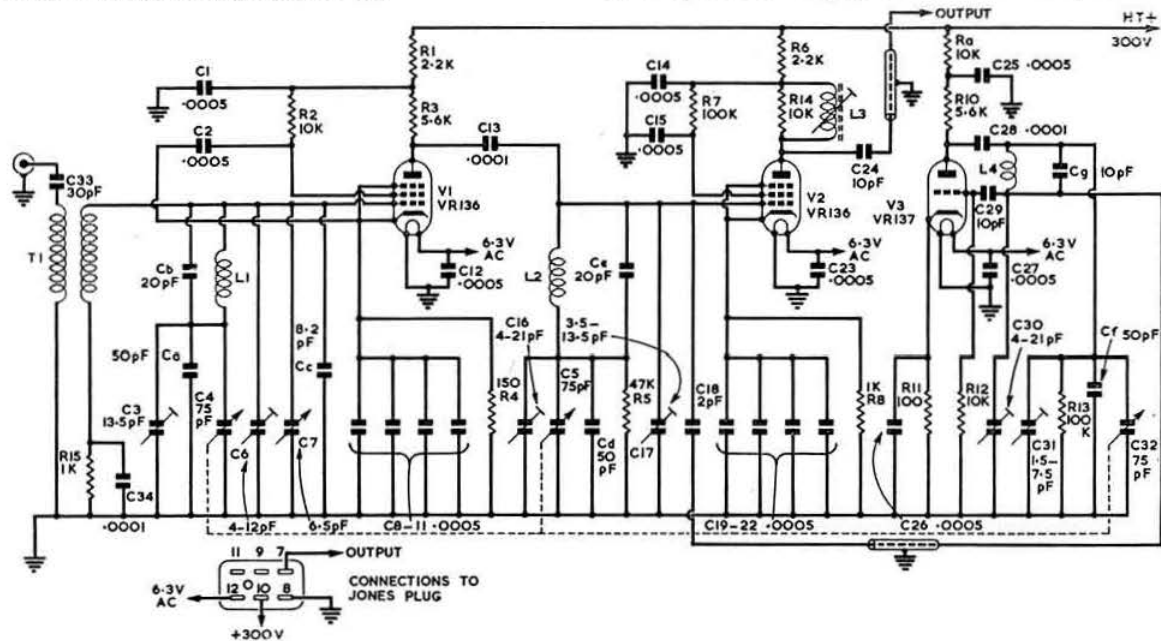 OUTPUT
HT+
300V
R1
2.2K
R6
2.2K
Ra
10K
C1
.0005
C14
.0005
C25 .0005
R2
10K
R3
5.6K
R7
100K
R14
10K
L3
R10
5.6K
C2
.0005
C13
.0001
C15
.0005
C28 .0001
C24
10pF
L4
Cg
10pF
C33
30pF
V1
VR136
V2
VR136
V3
VR137
C29
10pF
T1
6.3V
AC
6.3V
AC
6.3V
AC
Cb
20pF
L1
C12
.0005
L2
Ce
20pF
C23
.0005
C27
.0005
8.2
pF
Cc
C16
4-21pF
3.5-
13.5pF
C30
4-21pF
Cf
50pF
50pF
Ca
C3
13.5pF
C4
75
pF
150
R4
C5
75pF
47K
R5
C18
2pF
1K
R8
R11
100
R12
10K
R13
100
K
C6
C7
Cd
50
pF
C17
C31
1.5-
7.5
pF
C32
75
pF
R15
1K
C34
.0001
4-12pF
6.5pF
C8-11 .0005
C19-22 .0005
C26 .0005
11 9 7
OUTPUT
12 10 8
6.3V
AC
CONNECTIONS TO
JONES PLUG
+300V